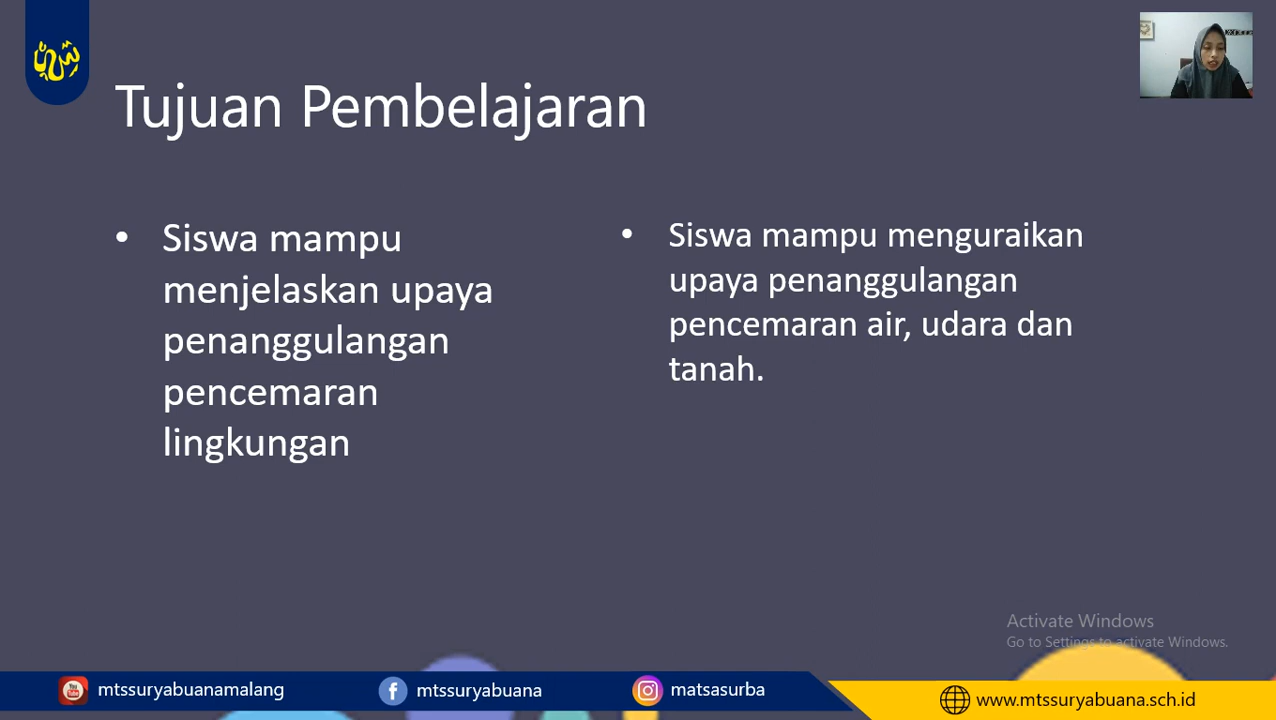 Tujuan Pembelajaran
• Siswa mampu
menjelaskan upaya
penanggulangan
pencemaran
lingkungan
• Siswa mampu menguraikan
upaya penanggulangan
pencemaran air, udara dan
tanah.
Activate Windows
Go to Settings to activate Windows.
mtssuryabuanamalang
mtssuryabuana
matsasurba
www.mtssuryabuana.sch.id